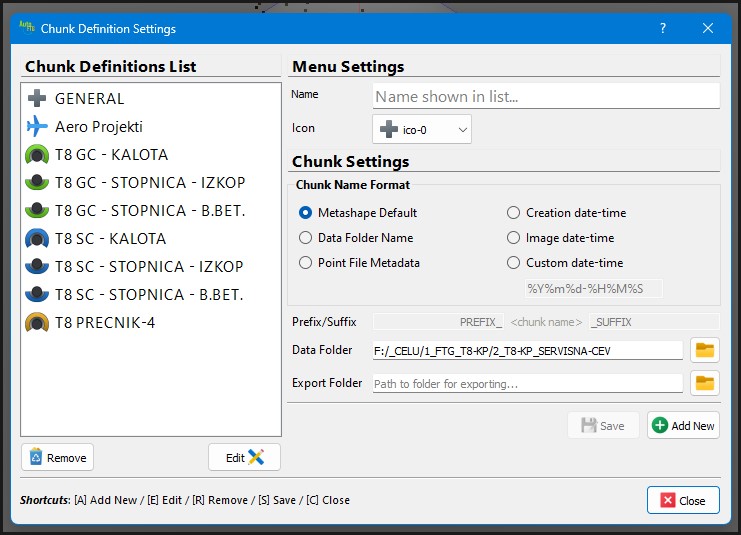 Chunk Definition Settings
?
Chunk Definitions List
GENERAL
Aero Projekti
T8 GC - KALOTA
T8 GC - STOPNICA - IZKOP
T8 GC - STOPNICA - B.BET.
T8 SC - KALOTA
T8 SC - STOPNICA - IZKOP
T8 SC - STOPNICA - B.BET.
T8 PRECNIK-4
Remove
Edit
Menu Settings
Name
Name shown in list...
Icon
ico-0
Chunk Settings
Chunk Name Format
Metashape Default
Creation date-time
Data Folder Name
Image date-time
Point File Metadata
Custom date-time
%Y%m%d-%H%M%S
Prefix/Suffix PREFIX_ <chunk name> _SUFFIX
Data Folder F:/_CELU/1_FTG_T8-KP/2_T8-KP_SERVISNA-CEV
Export Folder Path to folder for exporting...
Save
Add New
Shortcuts: [A] Add New / [E] Edit / [R] Remove / [S] Save / [C] Close
Close